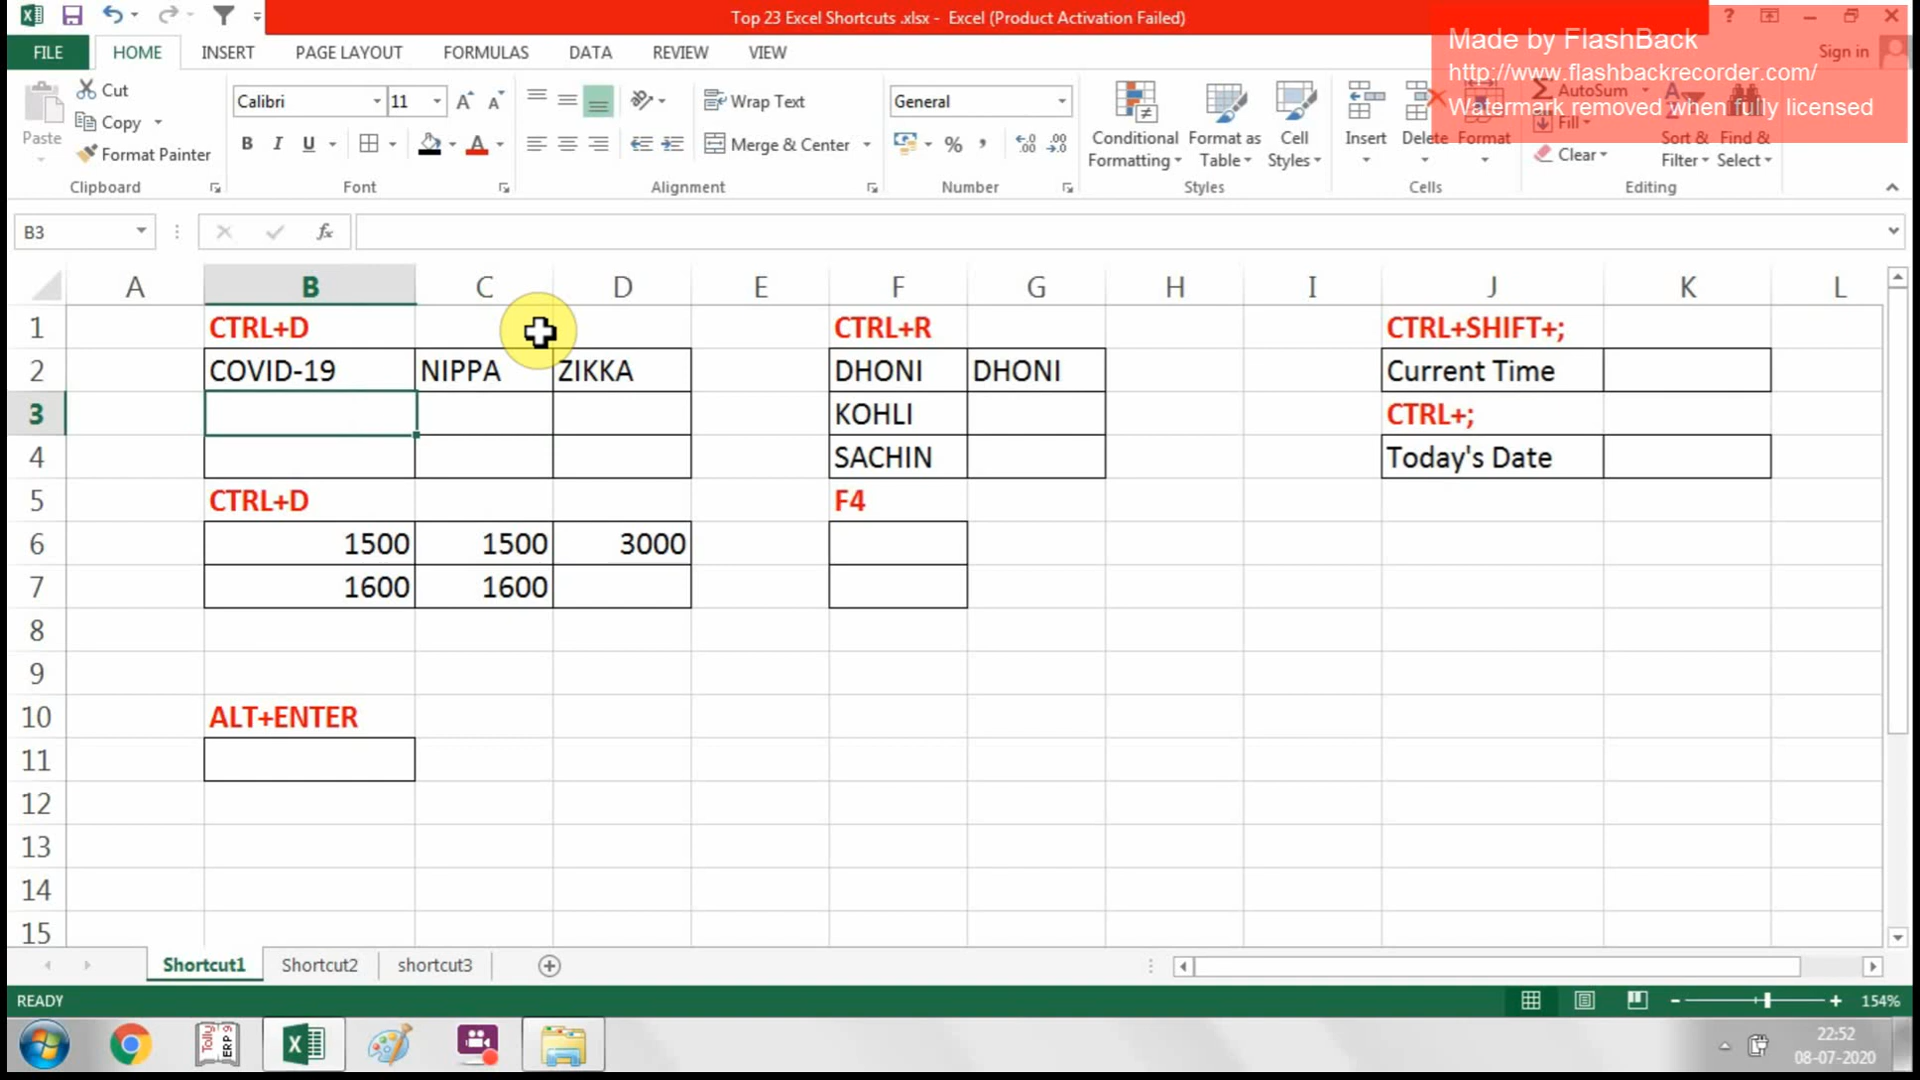 Top 23 Excel Shortcuts .xlsx - Excel (Product Activation Failed)
?
Made by FlashBack
http://www.flashbackrecorder.com/
Watermark removed when fully licensed
FILE HOME INSERT PAGE LAYOUT FORMULAS DATA REVIEW VIEW Sign in
Paste
Cut
Copy
Format Painter
Clipboard
Calibri 11
B I U
Font
Wrap Text
Merge & Center
Alignment
General
% ,
Number
Conditional Formatting
Format as Table
Cell Styles
Styles
Insert Delete Format
Cells
AutoSum
Fill
Clear
Sort & Filter
Find & Select
Editing
B3 fx
A B C D E F G H I J K L
1 CTRL+D CTRL+R CTRL+SHIFT+;
2 COVID-19 NIPPA ZIKKA DHONI DHONI Current Time
3 KOHLI CTRL+;
4 SACHIN Today's Date
5 CTRL+D F4
6 1500 1500 3000
7 1600 1600
8
9
10 ALT+ENTER
11
12
13
14
15
Shortcut1 Shortcut2 shortcut3
READY 154%
Tally ERP 9
22:52
08-07-2020